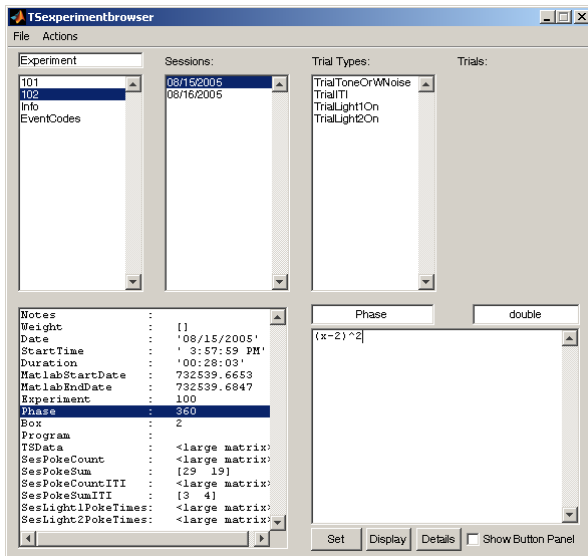 TSexperimentbrowser
File Actions
Experiment
Sessions:
Trial Types:
Trials:
101
102
Info
EventCodes
08/15/2005
08/16/2005
TrialToneOrWNoise
TrialITI
TrialLight1On
TrialLight2On
Notes :
Weight : []
Date : '08/15/2005'
StartTime : ' 3:57:59 PM'
Duration : '00:28:03'
MatlabStartDate : 732539.6653
MatlabEndDate : 732539.6847
Experiment : 100
Phase : 360
Box : 2
Program :
TSData : <large matrix>
SesPokeCount : <large matrix>
SesPokeSum : [29 19]
SesPokeCountITI : <large matrix>
SesPokeSumITI : [3 4]
SesLight1PokeTimes: <large matrix>
SesLight2PokeTimes: <large matrix>
Phase
double
(x-2)^2
Set Display Details Show Button Panel